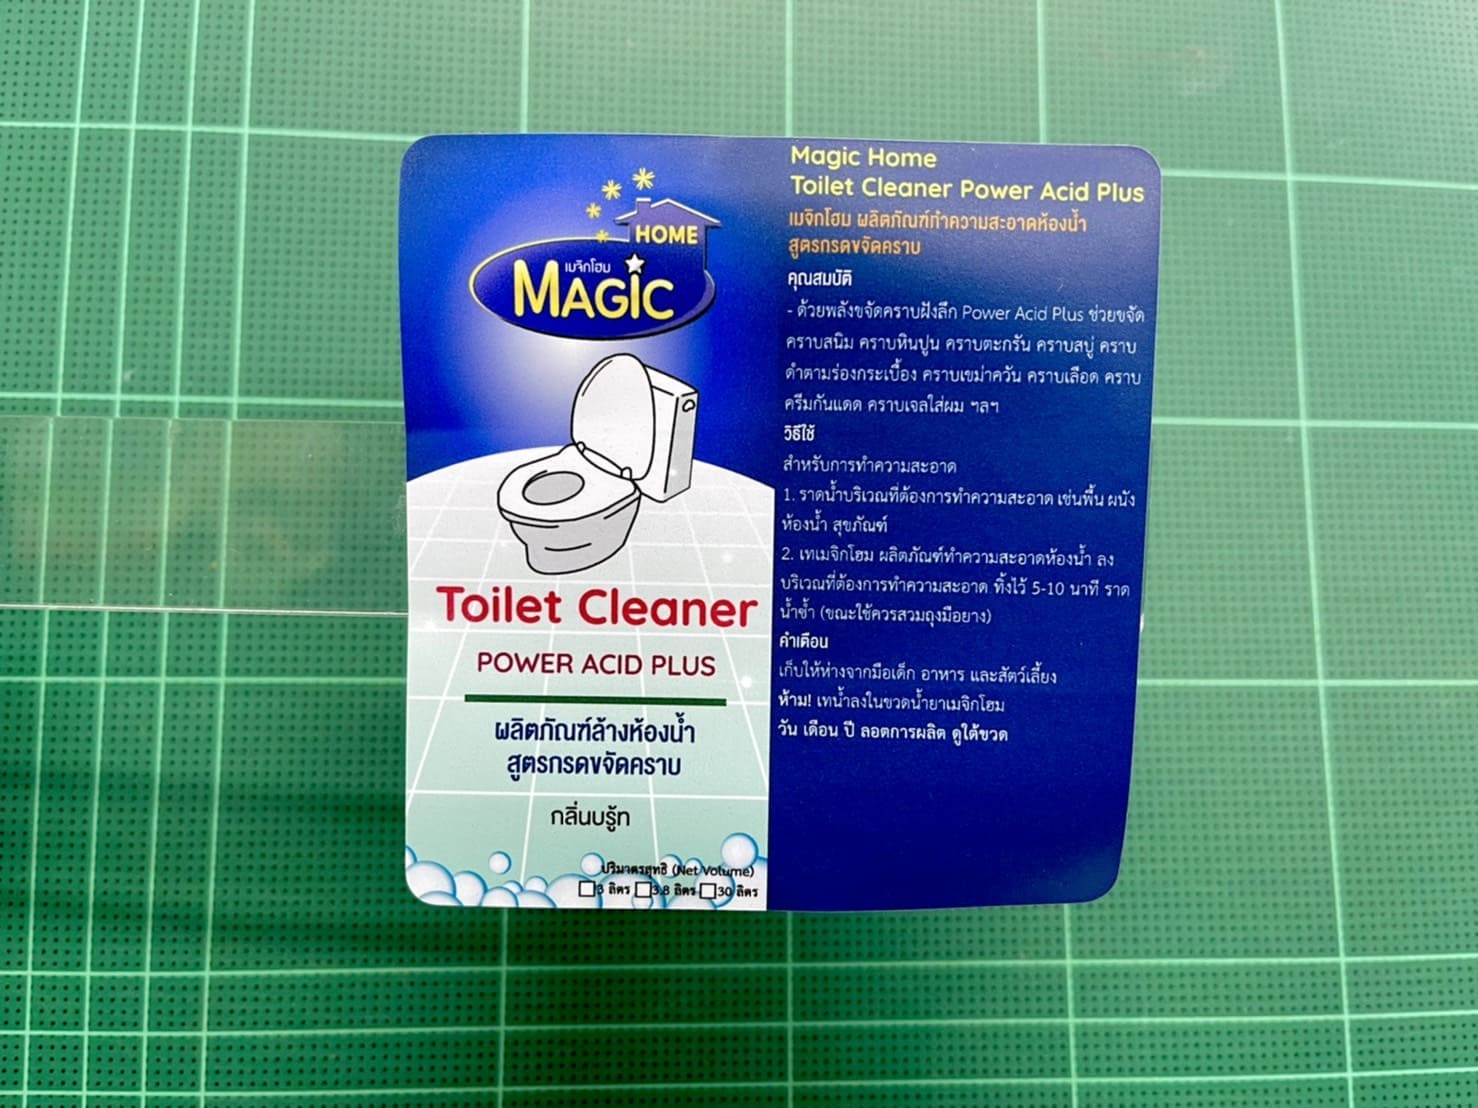 HOME
เมจิกโฮม
MAGIC
Toilet Cleaner
POWER ACID PLUS
ผลิตภัณฑ์ล้างห้องน้ำ
สูตรกรดขจัดคราบ
กลิ่นบรู้ท
ปริมาตรสุทธิ (Net Volume)
3 ลิตร 3.8 ลิตร 30 ลิตร
Magic Home
Toilet Cleaner Power Acid Plus
เมจิกโฮม ผลิตภัณฑ์ทำความสะอาดห้องน้ำ
สูตรกรดขจัดคราบ
คุณสมบัติ
- ด้วยพลังขจัดคราบฝังลึก Power Acid Plus ช่วยขจัด
คราบสนิม คราบหินปูน คราบตะกรัน คราบสบู่ คราบ
ดำตามร่องกระเบื้อง คราบเขม่าควัน คราบเลือด คราบ
ครีมกันแดด คราบเจลใส่ผม ฯลฯ
วิธีใช้
สำหรับการทำความสะอาด
1. ราดน้ำบริเวณที่ต้องการทำความสะอาด เช่นพื้น ผนัง
ห้องน้ำ สุขภัณฑ์
2. เทเมจิกโฮม ผลิตภัณฑ์ทำความสะอาดห้องน้ำ ลง
บริเวณที่ต้องการทำความสะอาด ทิ้งไว้ 5-10 นาที ราด
น้ำซ้ำ (ขณะใช้ควรสวมถุงมือยาง)
คำเตือน
เก็บให้ห่างจากมือเด็ก อาหาร และสัตว์เลี้ยง
ห้าม! เทน้ำลงในขวดน้ำยาเมจิกโฮม
วัน เดือน ปี ลอตการผลิต ดูใต้ขวด